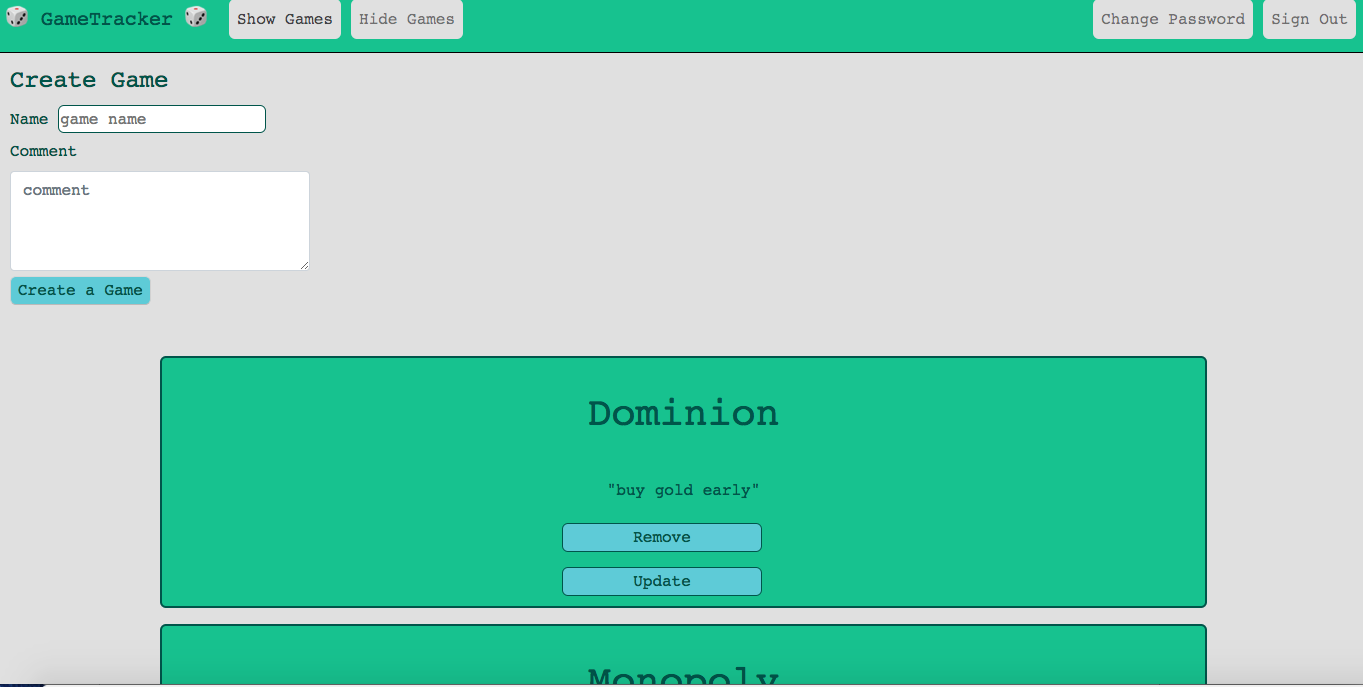 GameTracker Show Games Hide Games Change Password Sign Out
Create Game
Name game name
Comment
comment
Create a Game
Dominion
"buy gold early"
Remove
Update
Monopoly